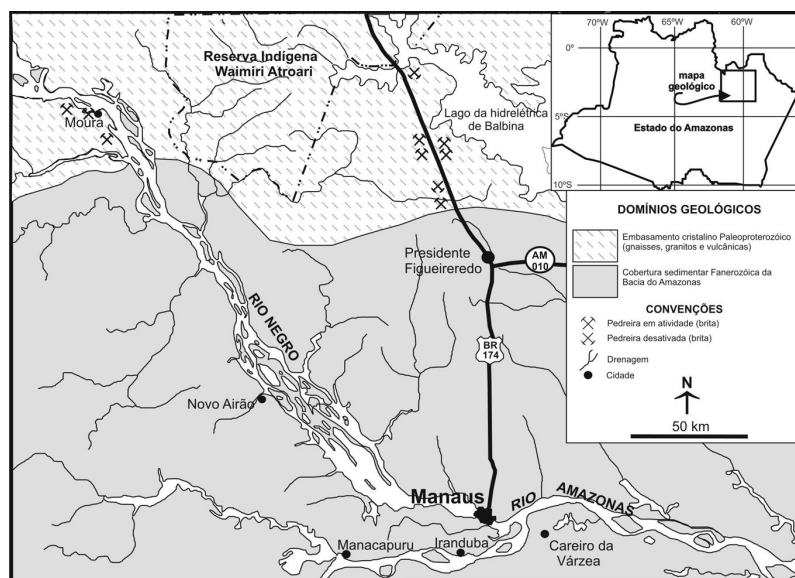 Reserva Indígena
Waimiri Atroari
Lago da hidrelétrica
de Balbina
Moura
Presidente
Figueireredo
AM
010
BR
174
RIO NEGRO
Novo Airão
Manaus
RIO AMAZONAS
Manacapuru
Iranduba
Careiro da
Várzea
70°W
65°W
60°W
0°
5°S
10°S
mapa
geológico
Estado do Amazonas
DOMÍNIOS GEOLÓGICOS
Embasamento cristalino Paleoproterozóico
(gnaisses, granitos e vulcânicas)
Cobertura sedimentar Fanerozóica da
Bacia do Amazonas
CONVENÇÕES
Pedreira em atividade (brita)
Pedreira desativada (brita)
Drenagem
Cidade
N
50 km